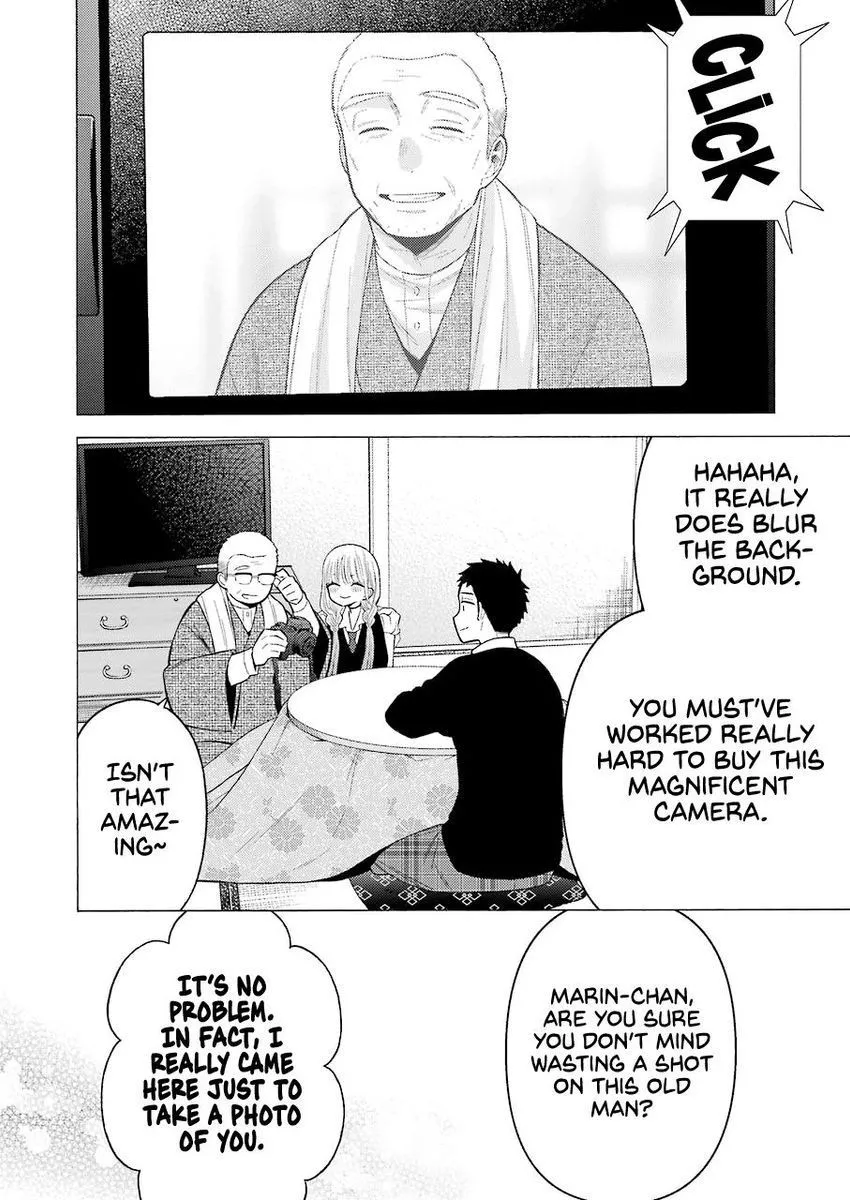 CLICK
HAHAHA,
IT REALLY
DOES BLUR
THE BACK-
GROUND.
YOU MUST'VE
WORKED REALLY
HARD TO BUY THIS
MAGNIFICENT
CAMERA.
ISN'T
THAT
AMAZ-
ING~
MARIN-CHAN,
ARE YOU SURE
YOU DON'T MIND
WASTING A SHOT
ON THIS OLD
MAN?
IT'S NO
PROBLEM.
IN FACT, I
REALLY CAME
HERE JUST TO
TAKE A PHOTO
OF YOU.